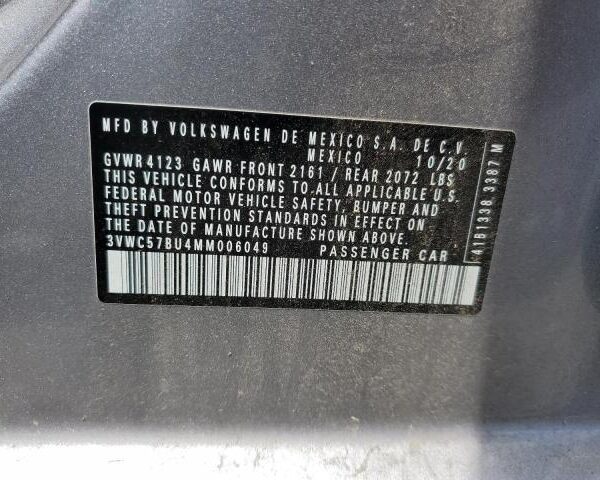 MFD BY VOLKSWAGEN DE MEXICO S.A. DE C.V.
MEXICO 10/20
GVWR 4123 GAWR FRONT 2161 / REAR 2072 LBS
THIS VEHICLE CONFORMS TO ALL APPLICABLE U.S.
FEDERAL MOTOR VEHICLE SAFETY, BUMPER AND
THEFT PREVENTION STANDARDS IN EFFECT ON
THE DATE OF MANUFACTURE SHOWN ABOVE.
3VWC57BU4MM006049 PASSENGER CAR
41B1338 3387 M